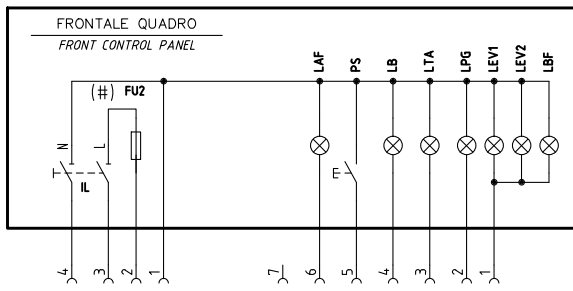 FRONTALE QUADRO
FRONT CONTROL PANEL
LAF PS LB LTA LPG LEV1 LEV2 LBF
(#) FU2
N L
IL
4 3 2 1 7 6 5 4 3 2 1